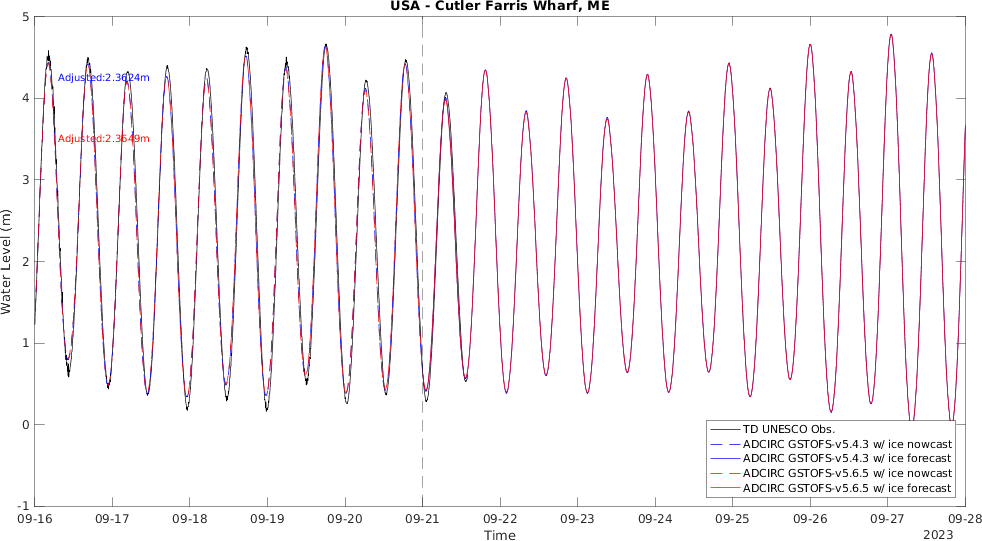 USA - Cutler Farris Wharf, ME
5
4
3
2
1
0
-1
Water Level (m)
Adjusted:2.3624m
Adjusted:2.3649m
TD UNESCO Obs.
ADCIRC GSTOFS-v5.4.3 w/ ice nowcast
ADCIRC GSTOFS-v5.4.3 w/ ice forecast
ADCIRC GSTOFS-v5.6.5 w/ ice nowcast
ADCIRC GSTOFS-v5.6.5 w/ ice forecast
09-16 09-17 09-18 09-19 09-20 09-21 09-22 09-23 09-24 09-25 09-26 09-27 09-28
Time
2023